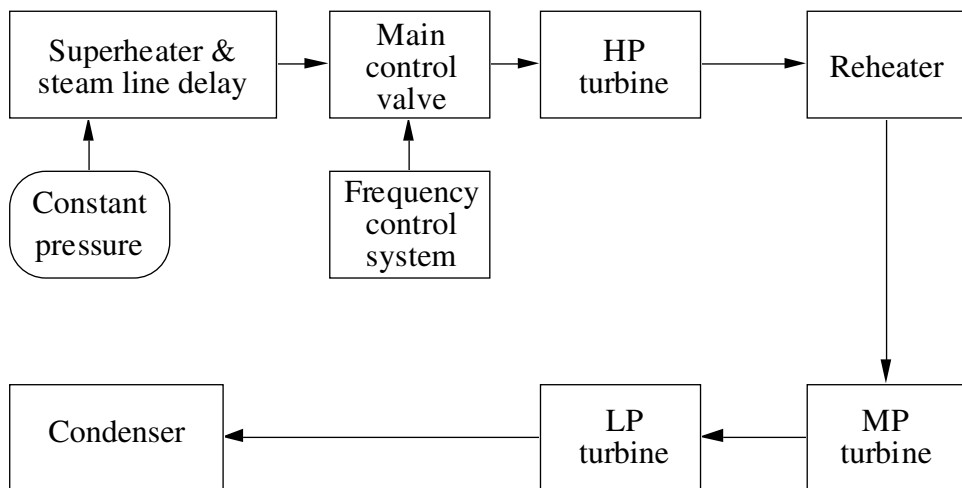 Superheater &
steam line delay
Main
control
valve
HP
turbine
Reheater
Constant
pressure
Frequency
control
system
Condenser
LP
turbine
MP
turbine